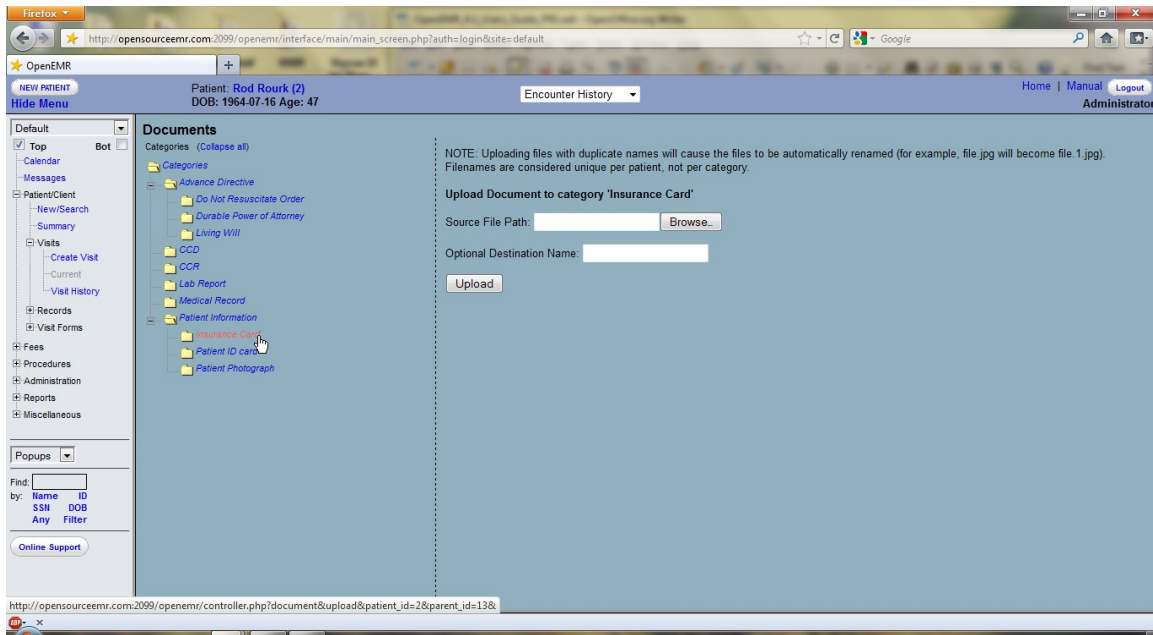 Firefox
http://opensourceemr.com:2099/openemr/interface/main/main_screen.php?auth=login&site=default
Google
OpenEMR
NEW PATIENT
Hide Menu
Patient: Rod Rourk (2)
DOB: 1964-07-16 Age: 47
Encounter History
Home | Manual Logout
Administrator
Default
Top Bot
Calendar
Messages
Patient/Client
New/Search
Summary
Visits
Create Visit
Current
Visit History
Records
Visit Forms
Fees
Procedures
Administration
Reports
Miscellaneous
Popups
Find:
by: Name ID
SSN DOB
Any Filter
Online Support
Documents
Categories (Collapse all)
Categories
Advance Directive
Do Not Resuscitate Order
Durable Power of Attorney
Living Will
CCD
CCR
Lab Report
Medical Record
Patient Information
Insurance Card
Patient ID card
Patient Photograph
NOTE: Uploading files with duplicate names will cause the files to be automatically renamed (for example, file.jpg will become file.1.jpg).
Filenames are considered unique per patient, not per category.
Upload Document to category 'Insurance Card'
Source File Path: Browse..
Optional Destination Name:
Upload
http://opensourceemr.com:2099/openemr/controller.php?document&upload&patient_id=2&parent_id=13&
ABP